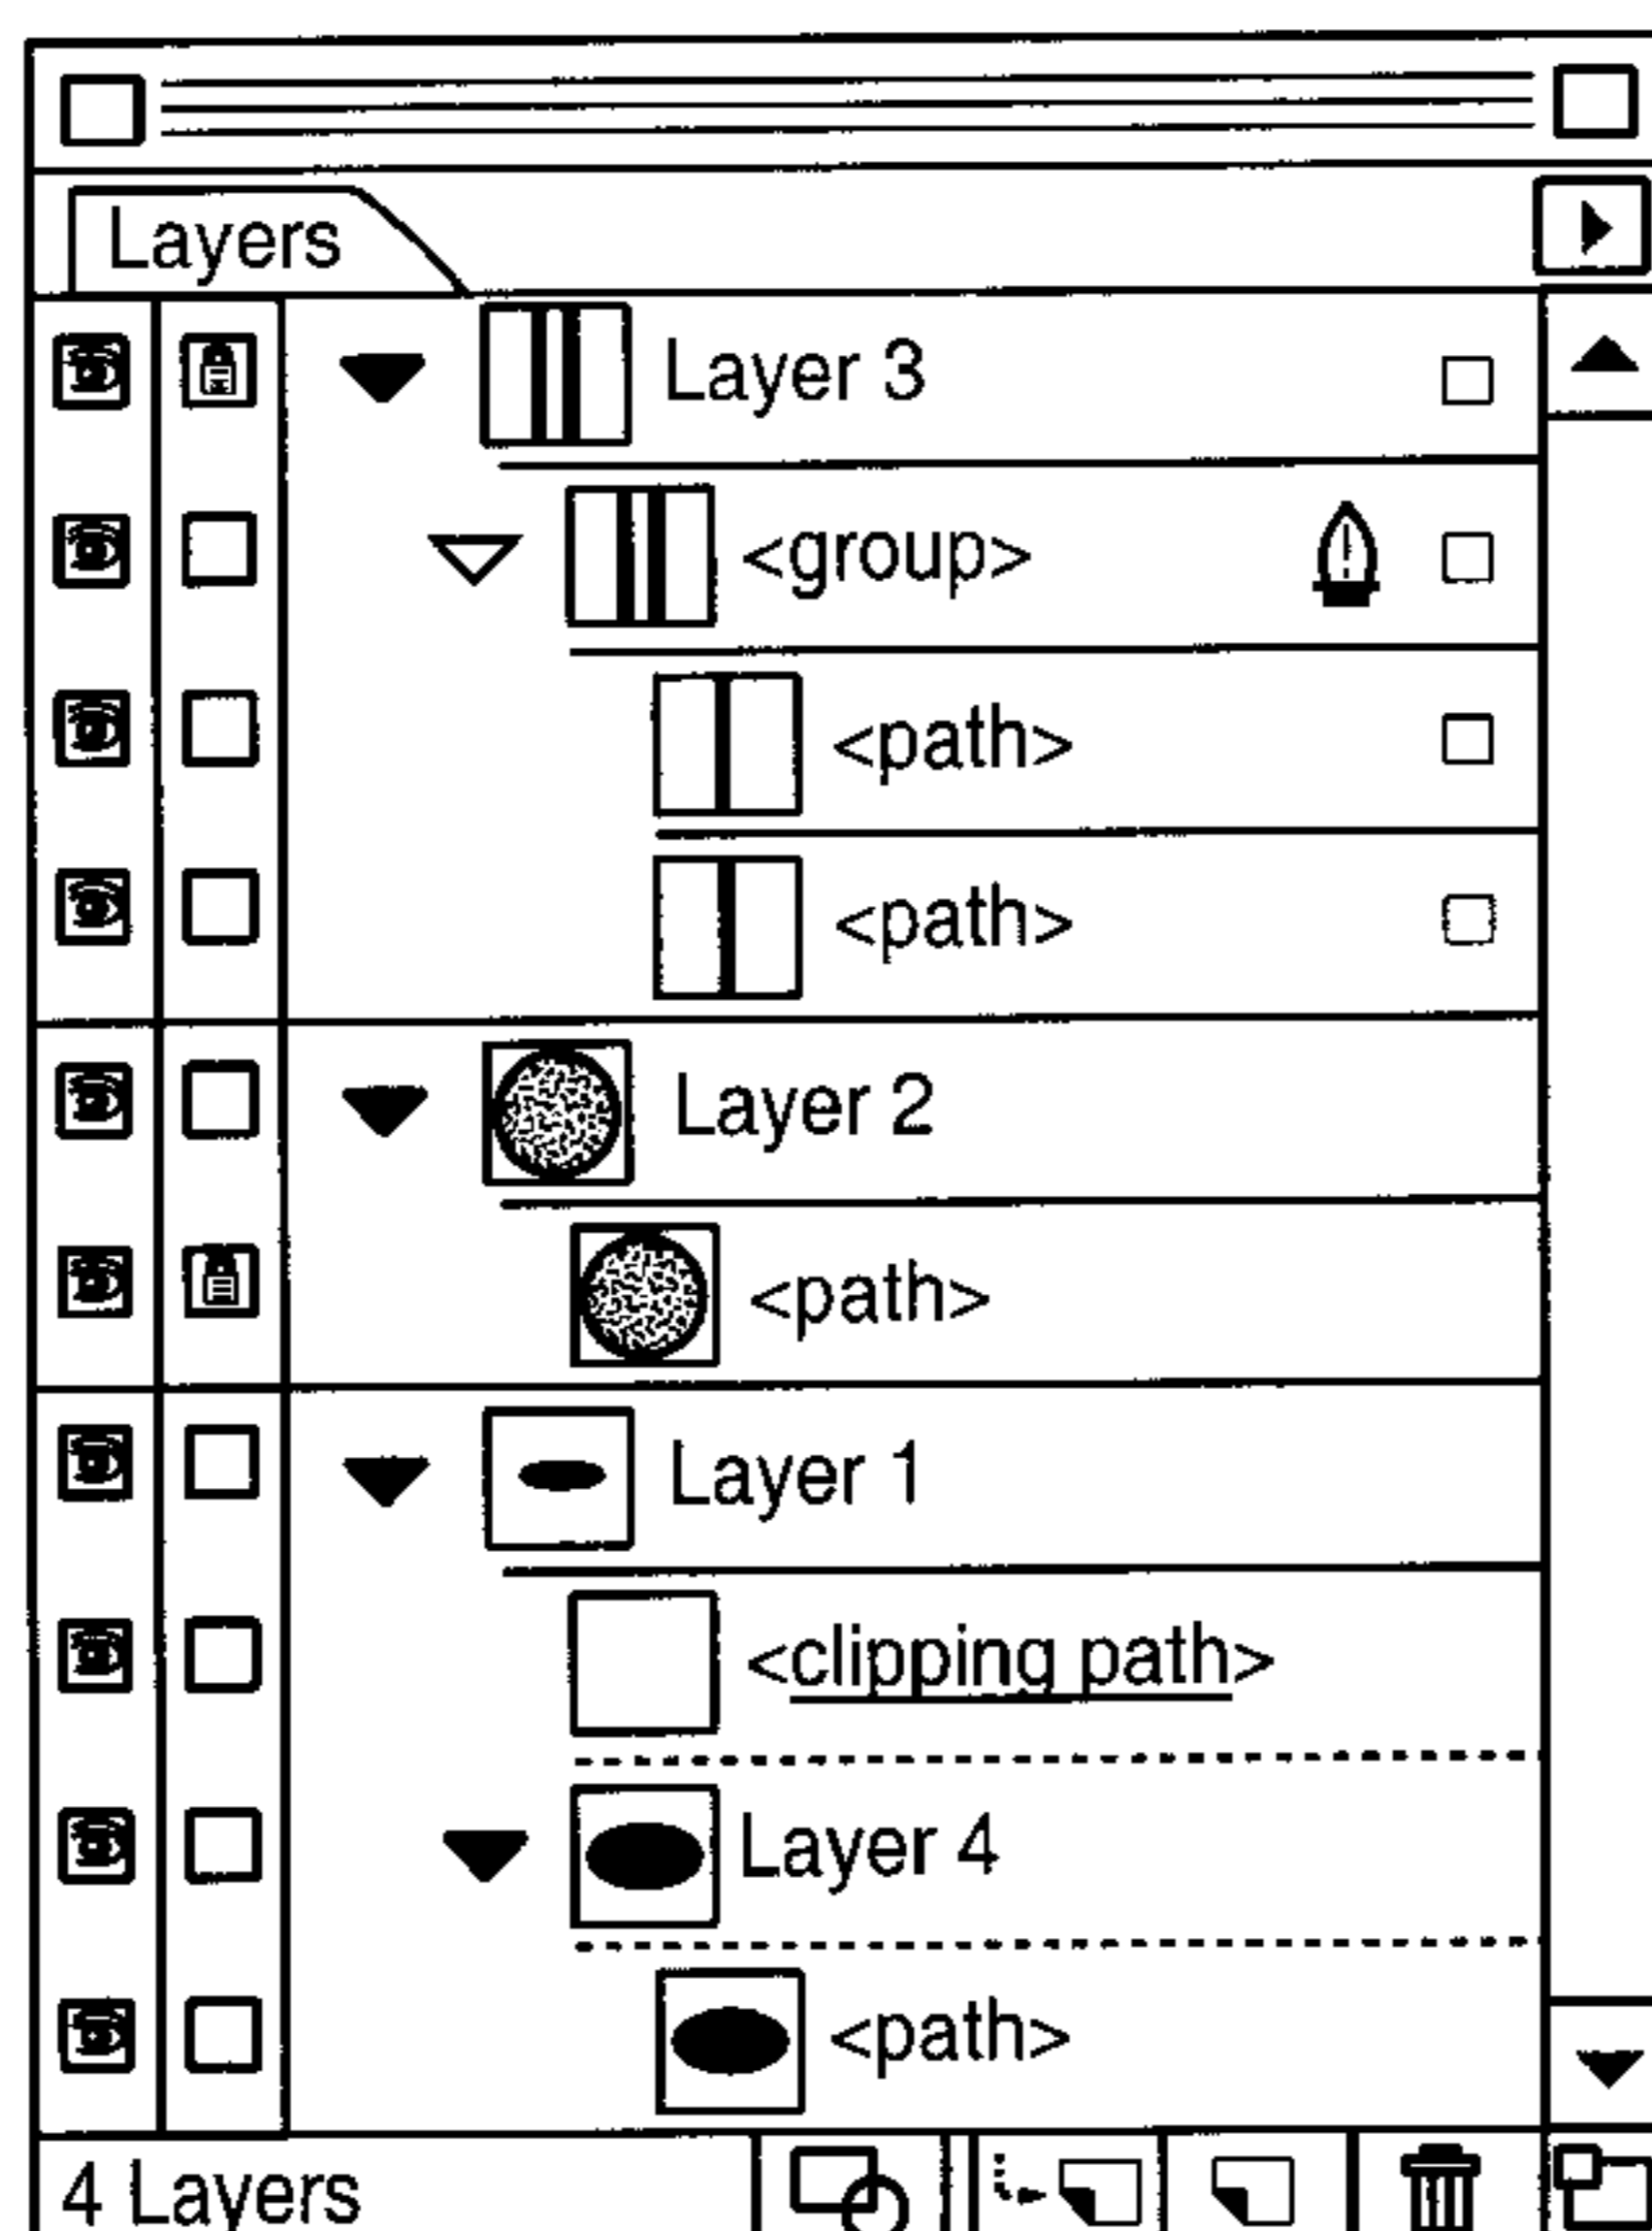 Layers
Layer 3
<group>
<path>
<path>
Layer 2
<path>
Layer 1
<clipping path>
Layer 4
<path>
4 Layers